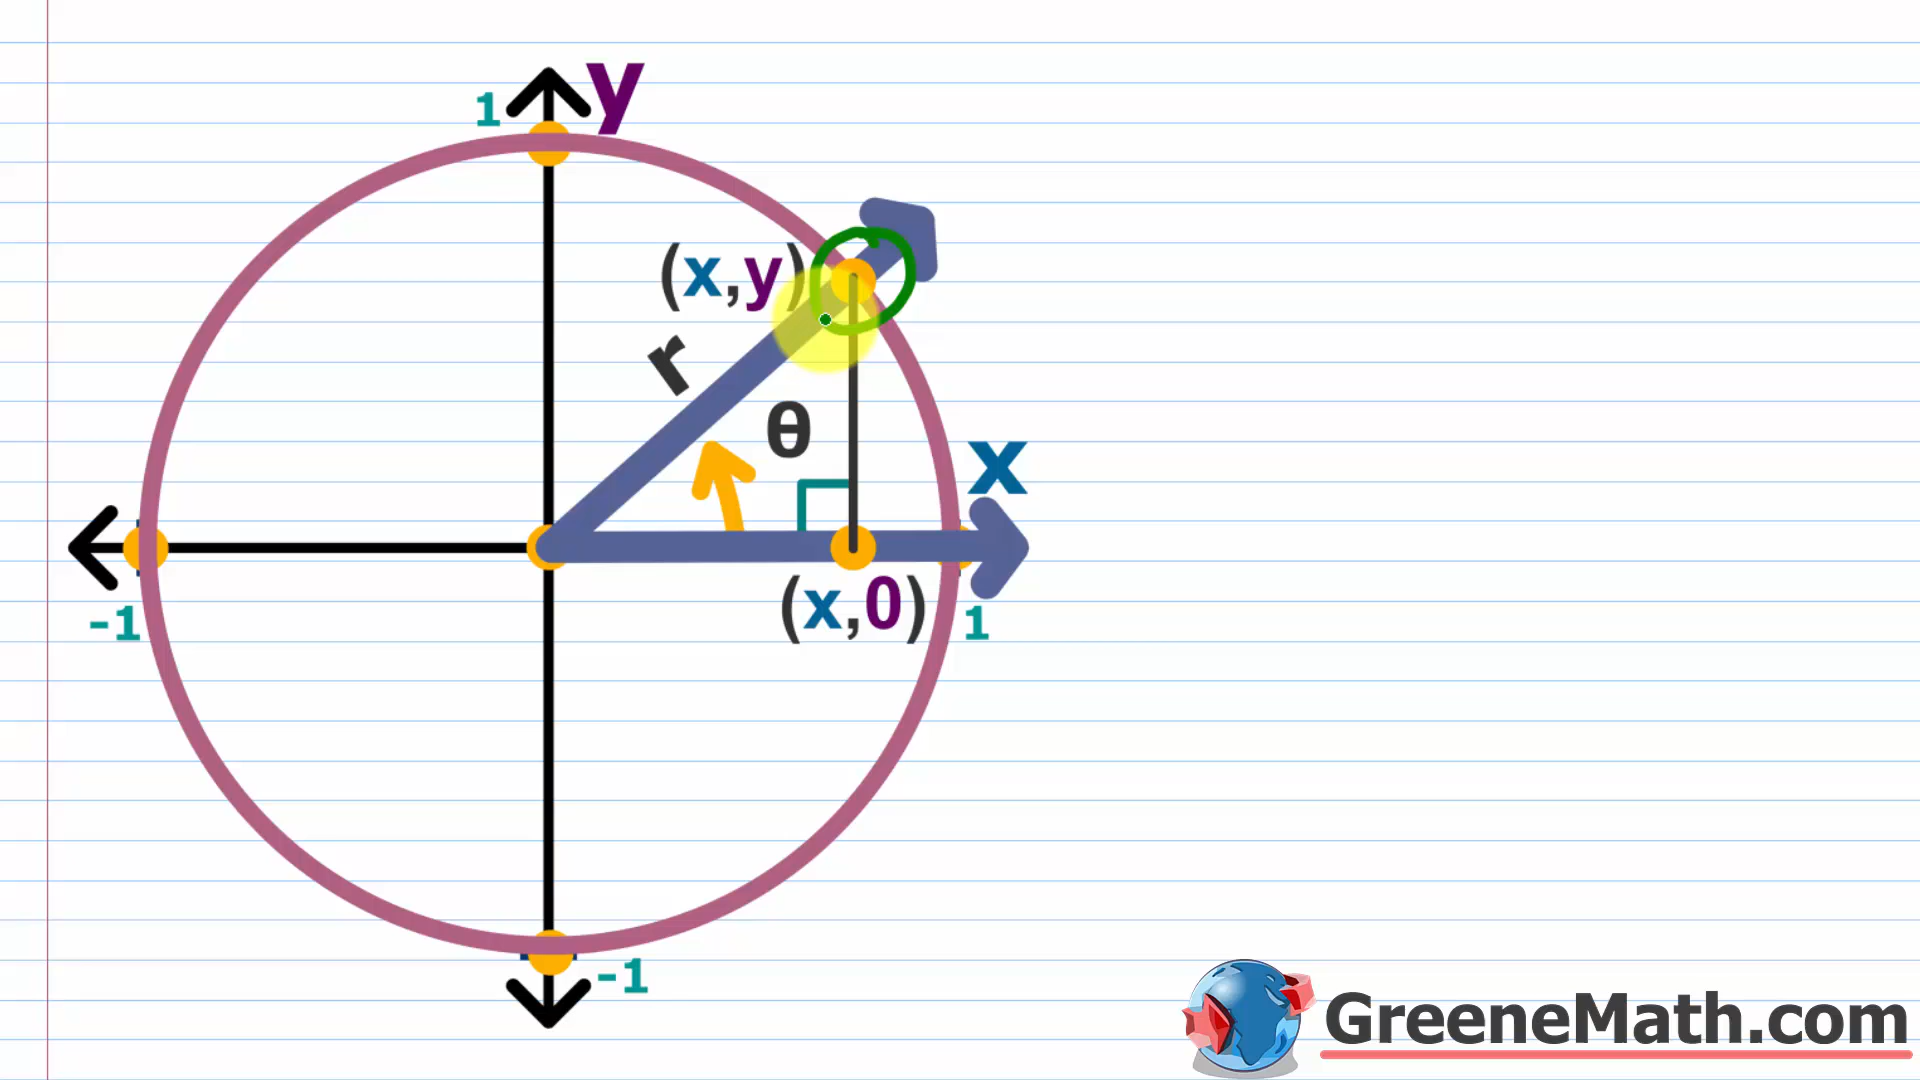 y
1
(x,y)
r
θ
x
-1
(x,0)
1
-1
GreeneMath.com